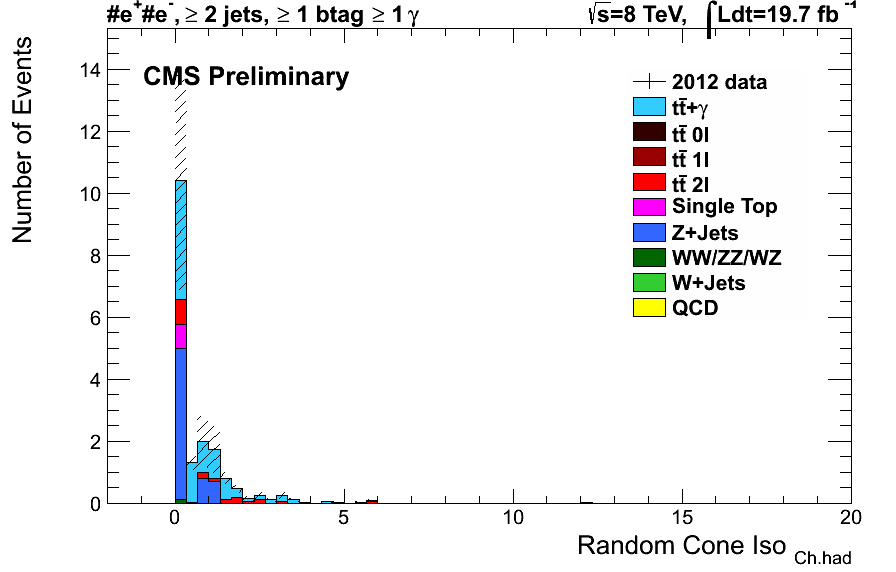 #e+#e-, ≥ 2 jets, ≥ 1 btag ≥ 1 γ
√s=8 TeV, ∫Ldt=19.7 fb-1
Number of Events
14
12
10
8
6
4
2
0
CMS Preliminary
2012 data
tt̄+γ
tt̄ 0l
tt̄ 1l
tt̄ 2l
Single Top
Z+Jets
WW/ZZ/WZ
W+Jets
QCD
0 5 10 15 20
Random Cone Iso Ch.had